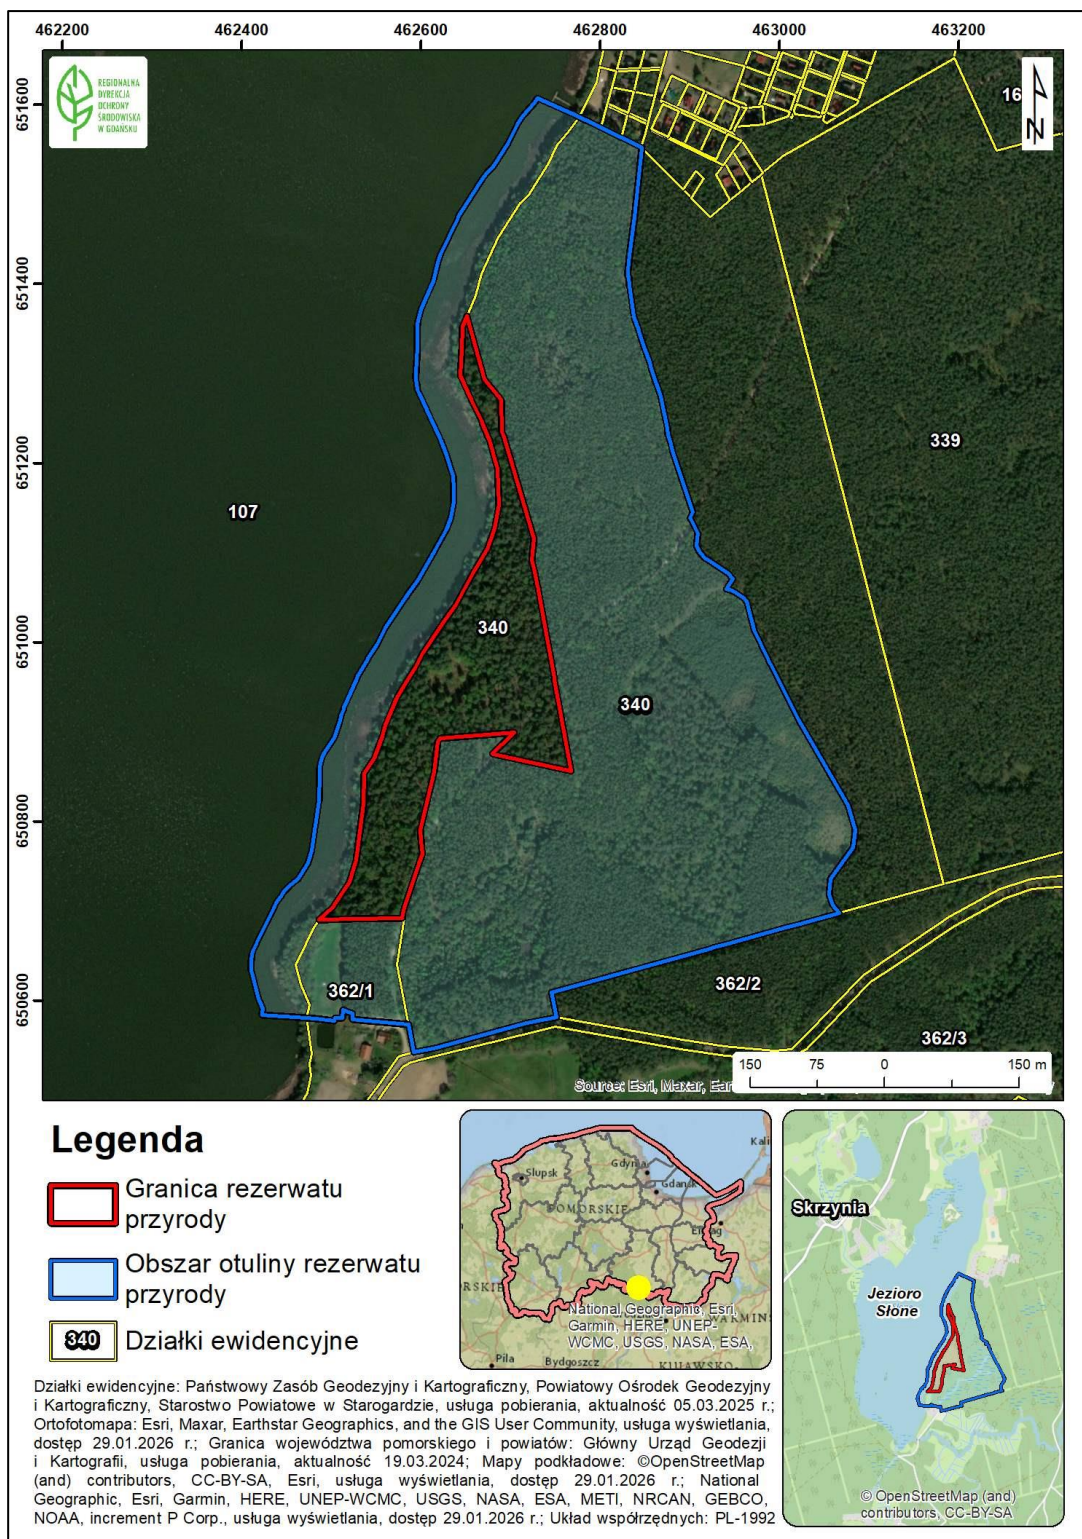 462200 462400 462600 462800 463000 463200
REGIONALNA
DYREKCJA
OCHRONY
ŚRODOWISKA
W GDAŃSKU
16
N
651600
651400
651200
651000
650800
650600
339
107
340
340
362/1
362/2
362/3
150 75 0 150 m
Source: Esri, Maxar,
Legenda
Granica rezerwatu
przyrody
Obszar otuliny rezerwatu
przyrody
340 Działki ewidencyjne
Kali
Gdynia
Słupsk
Gdańsk
POMORSKIE
National Geographic, Esri,
Garmin, HERE, UNEP-
WCMC, USGS, NASA, ESA,
WARMIN
RSKIE
Piła
Bydgoszcz
KUJAWSKO-
Skrzynia
Jezioro
Słone
© OpenStreetMap (and)
contributors, CC-BY-SA
Działki ewidencyjne: Państwowy Zasób Geodezyjny i Kartograficzny, Powiatowy Ośrodek Geodezyjny
i Kartograficzny, Starostwo Powiatowe w Starogardzie, usługa pobierania, aktualność 05.03.2025 r.;
Ortofotomapa: Esri, Maxar, Earthstar Geographics, and the GIS User Community, usługa wyświetlania,
dostęp 29.01.2026 r.; Granica województwa pomorskiego i powiatów: Główny Urząd Geodezji
i Kartografii, usługa pobierania, aktualność 19.03.2024; Mapy podkładowe: ©OpenStreetMap
(and) contributors, CC-BY-SA, Esri, usługa wyświetlania, dostęp 29.01.2026 r.; National
Geographic, Esri, Garmin, HERE, UNEP-WCMC, USGS, NASA, ESA, METI, NRCAN, GEBCO,
NOAA, increment P Corp., usługa wyświetlania, dostęp 29.01.2026 r.; Układ współrzędnych: PL-1992